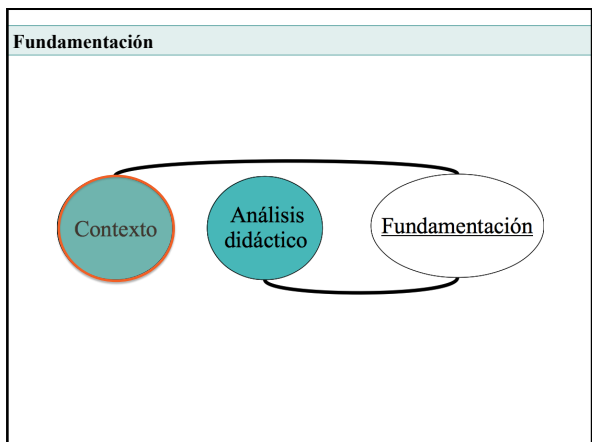 Fundamentación
Contexto
Análisis
didáctico
Fundamentación